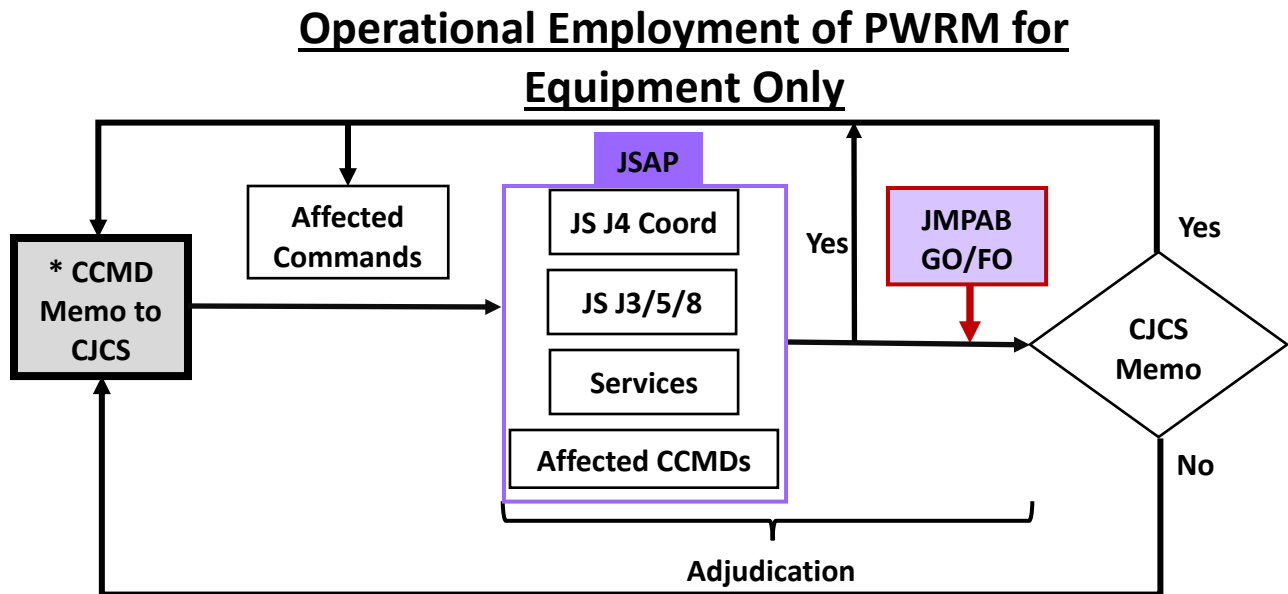 Operational Employment of PWRM for
Equipment Only
JSAP
Affected
Commands
JS J4 Coord
Yes
JMPAB
GO/FO
Yes
* CCMD
Memo to
CJCS
JS J3/5/8
CJCS
Memo
Services
Affected CCMDs
No
Adjudication